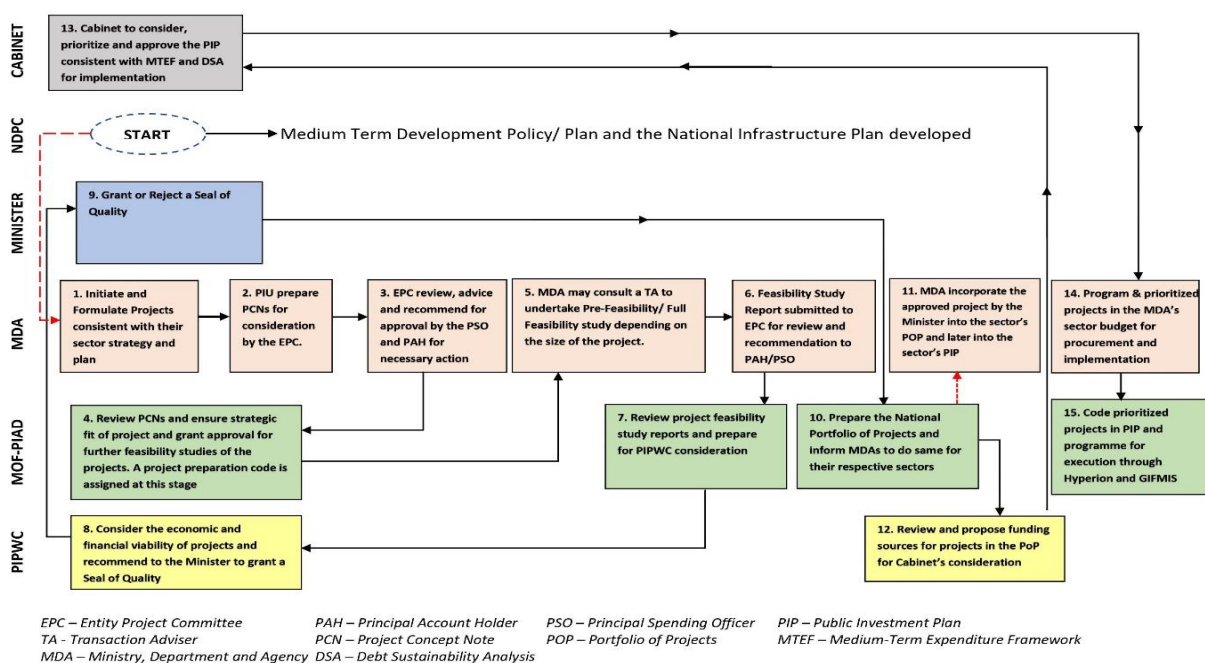 CABINET
13. Cabinet to consider,
prioritize and approve the PIP
consistent with MTEF and DSA
for implementation
NDPC
START
Medium Term Development Policy/ Plan and the National Infrastructure Plan developed
MINISTER
9. Grant or Reject a Seal of
Quality
MDA
1. Initiate and
Formulate Projects
consistent with their
sector strategy and
plan
2. PIU prepare
PCNs for
consideration
by the EPC.
3. EPC review, advice
and recommend for
approval by the PSO
and PAH for
necessary action
5. MDA may consult a TA to
undertake Pre-Feasibility/ Full
Feasibility study depending on
the size of the project.
6. Feasibility Study
Report submitted to
EPC for review and
recommendation to
PAH/PSO
11. MDA incorporate the
approved project by the
Minister into the sector's
POP and later into the
sector's PIP
14. Program & prioritized
projects in the MDA's
sector budget for
procurement and
implementation
MOF-PIAD
4. Review PCNs and ensure strategic
fit of project and grant approval for
further feasibility studies of the
projects. A project preparation code is
assigned at this stage
7. Review project feasibility
study reports and prepare
for PIPWC consideration
10. Prepare the National
Portfolio of Projects and
inform MDAs to do same for
their respective sectors
15. Code prioritized
projects in PIP and
programme for
execution through
Hyperion and GIFMIS
PIPWC
8. Consider the economic and
financial viability of projects and
recommend to the Minister to grant a
Seal of Quality
12. Review and propose funding
sources for projects in the PoP
for Cabinet's consideration
EPC – Entity Project Committee
PAH – Principal Account Holder
PSO – Principal Spending Officer
PIP – Public Investment Plan
TA - Transaction Adviser
PCN – Project Concept Note
POP – Portfolio of Projects
MTEF – Medium-Term Expenditure Framework
MDA – Ministry, Department and Agency
DSA – Debt Sustainability Analysis